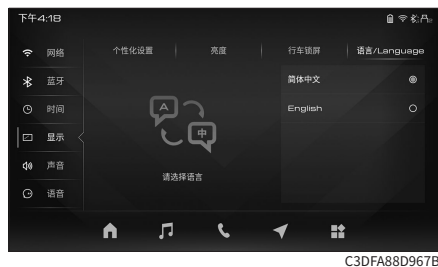 下午4:18
网络
蓝牙
时间
显示
声音
语音
个性化设置 亮度 行车锁屏 语言/Language
简体中文
English
A
中
请选择语言
C3DFA88D967B